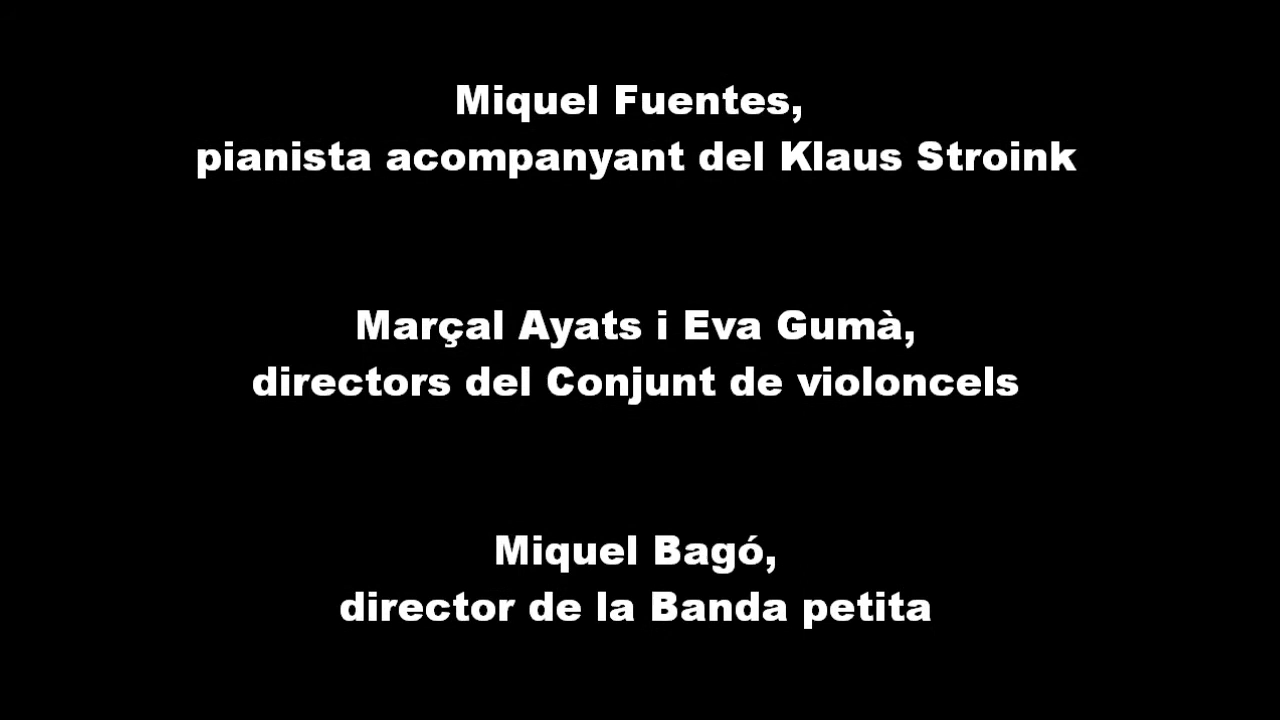 Miquel Fuentes,
pianista acompanyant del Klaus Stroink
Marçal Ayats i Eva Gumà,
directors del Conjunt de violoncels
Miquel Bagó,
director de la Banda petita